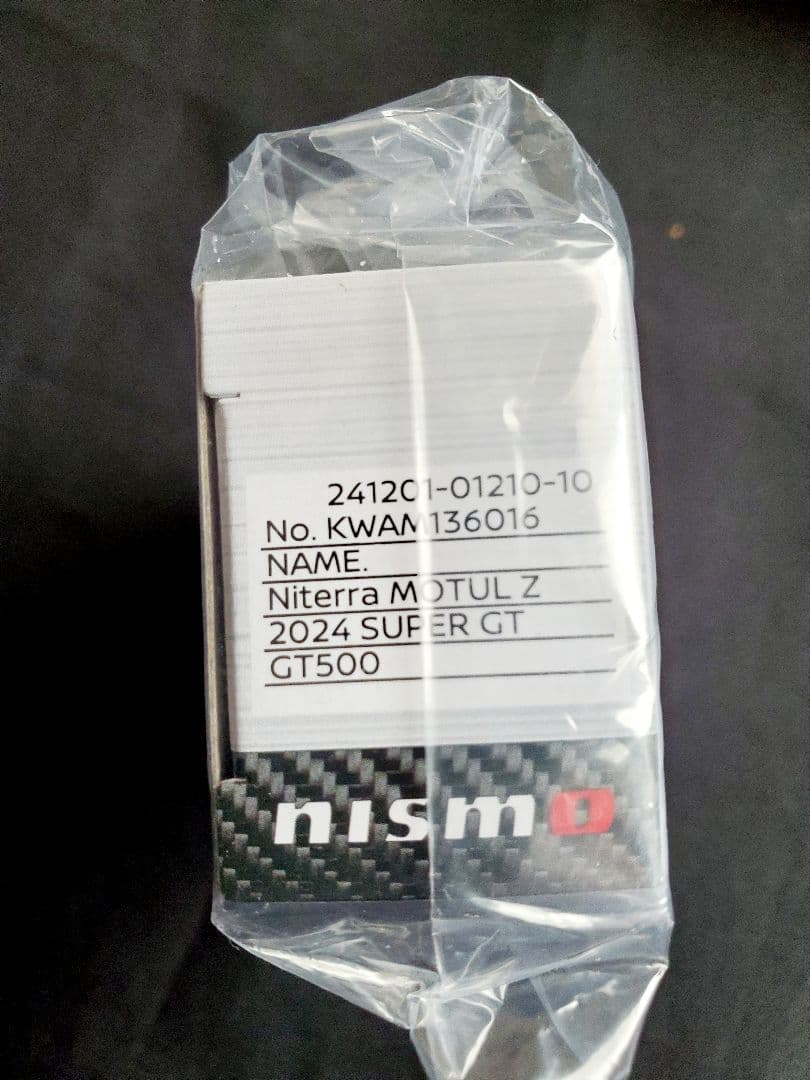 241201-01210-10
No. KWAM136016
NAME.
Niterra MOTUL Z
2024 SUPER GT
GT500
nismo